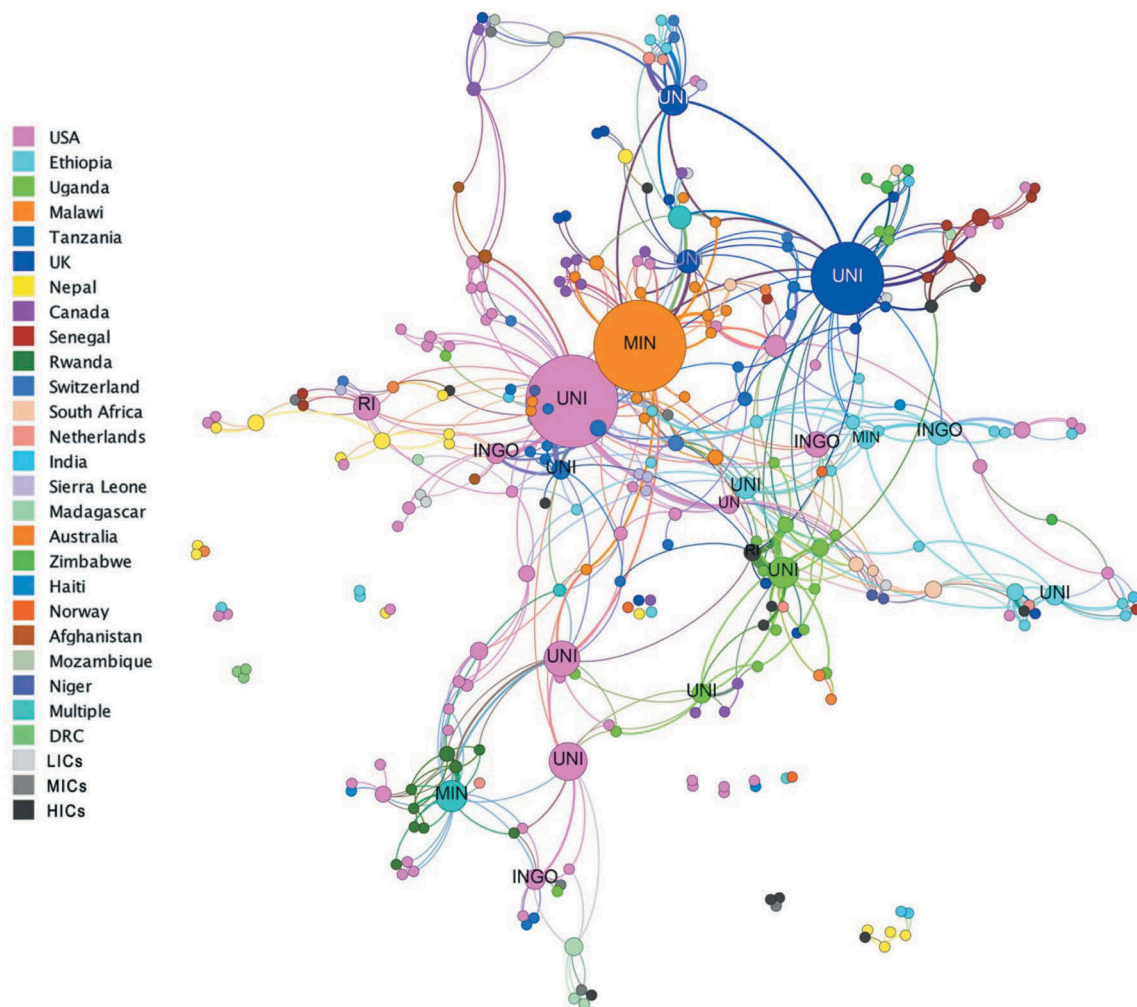 USA
Ethiopia
Uganda
Malawi
Tanzania
UK
Nepal
Canada
Senegal
Rwanda
Switzerland
South Africa
Netherlands
India
Sierra Leone
Madagascar
Australia
Zimbabwe
Haiti
Norway
Afghanistan
Mozambique
Niger
Multiple
DRC
LICs
MICs
HICs
UN
UNI
UNI
MIN
UNI
RI
INGO
UNI
INGO
MIN
INGO
UNI
UN
RI
UNI
UNI
UNI
UNI
UNI
MIN
INGO